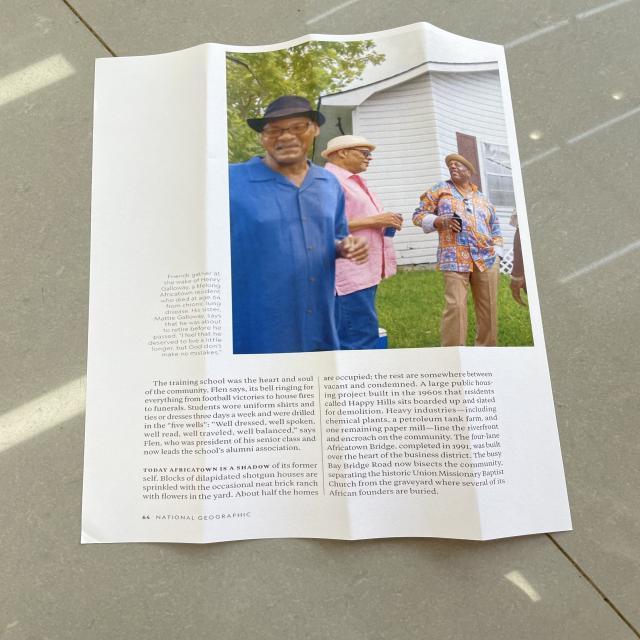 Friends gather at
the wake of Henry
Galloway, a lifelong
Africatown resident
who died at age 64
from chronic lung
disease. His sister,
Mattie Galloway, says
that he was about
to retire before he
passed. "I feel that he
deserved to live a little
longer, but God don't
make no mistakes."
The training school was the heart and soul
of the community. Flen says, its bell ringing for
everything from football victories to house fires
to funerals. Students wore uniform shirts and
ties or dresses three days a week and were drilled
in the "five wells": "Well dressed, well spoken,
well read, well traveled, well balanced," says
Flen, who was president of his senior class and
now leads the school's alumni association.
TODAY AFRICATOWN IS A SHADOW of its former
self. Blocks of dilapidated shotgun houses are
sprinkled with the occasional neat brick ranch
with flowers in the yard. About half the homes
are occupied; the rest are somewhere between
vacant and condemned. A large public hous-
ing project built in the 1960s that residents
called Happy Hills sits boarded up and slated
for demolition. Heavy industries—including
chemical plants, a petroleum tank farm, and
one remaining paper mill—line the riverfront
and encroach on the community. The four-lane
Africatown Bridge, completed in 1991, was built
over the heart of the business district. The busy
Bay Bridge Road now bisects the community,
separating the historic Union Missionary Baptist
Church from the graveyard where several of its
African founders are buried.
64 NATIONAL GEOGRAPHIC